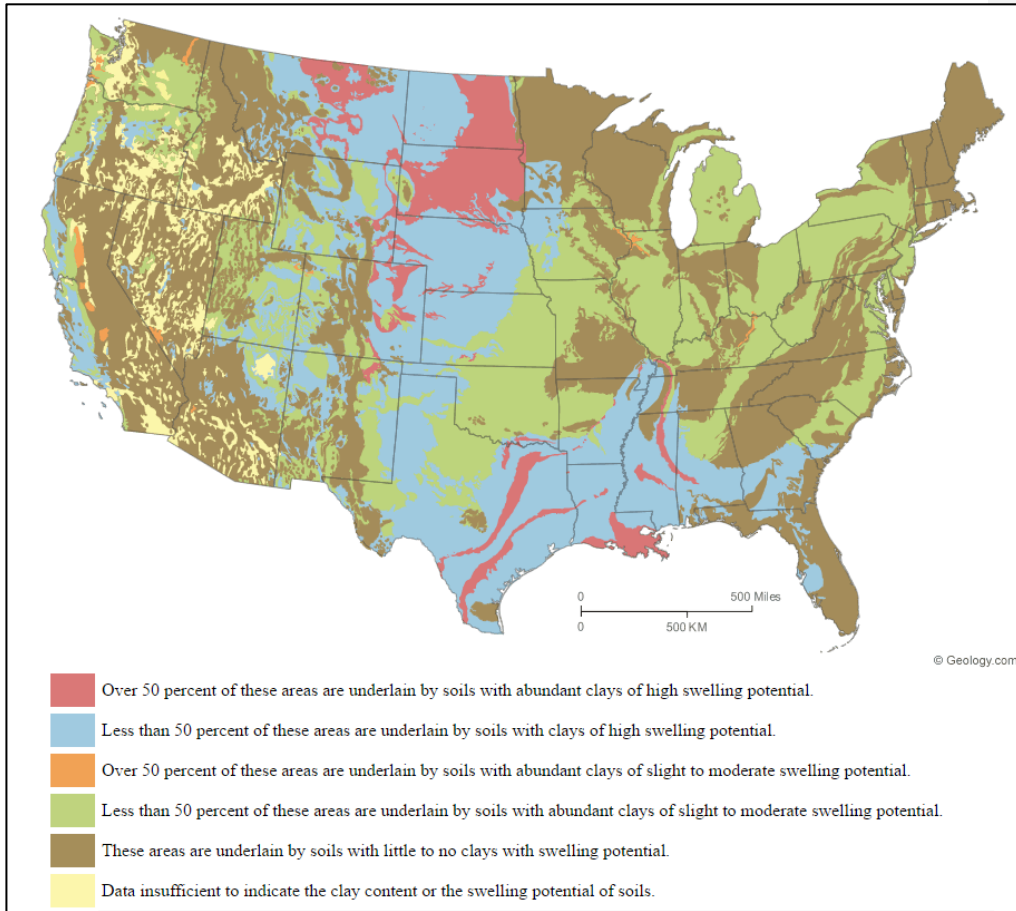 0 500 Miles
0 500 KM
© Geology.com
Over 50 percent of these areas are underlain by soils with abundant clays of high swelling potential.
Less than 50 percent of these areas are underlain by soils with clays of high swelling potential.
Over 50 percent of these areas are underlain by soils with abundant clays of slight to moderate swelling potential.
Less than 50 percent of these areas are underlain by soils with abundant clays of slight to moderate swelling potential.
These areas are underlain by soils with little to no clays with swelling potential.
Data insufficient to indicate the clay content or the swelling potential of soils.